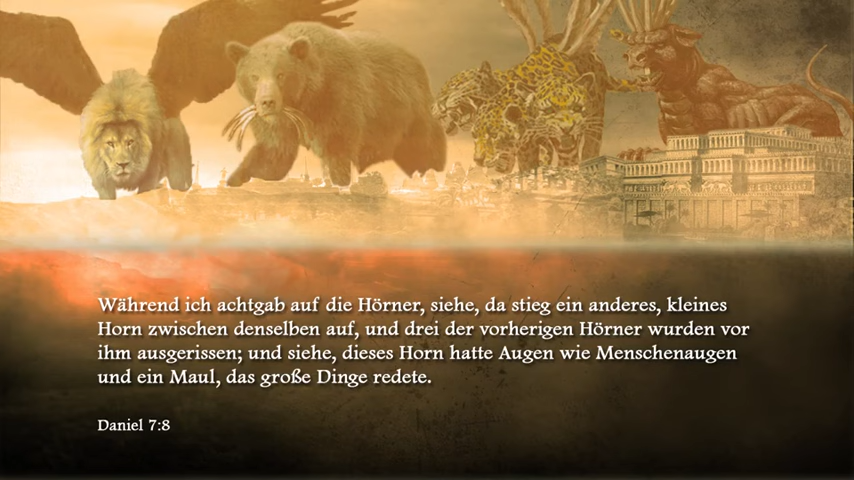 Während ich achtgab auf die Hörner, siehe, da stieg ein anderes, kleines
Horn zwischen denselben auf, und drei der vorherigen Hörner wurden vor
ihm ausgerissen; und siehe, dieses Horn hatte Augen wie Menschenaugen
und ein Maul, das große Dinge redete.
Daniel 7:8